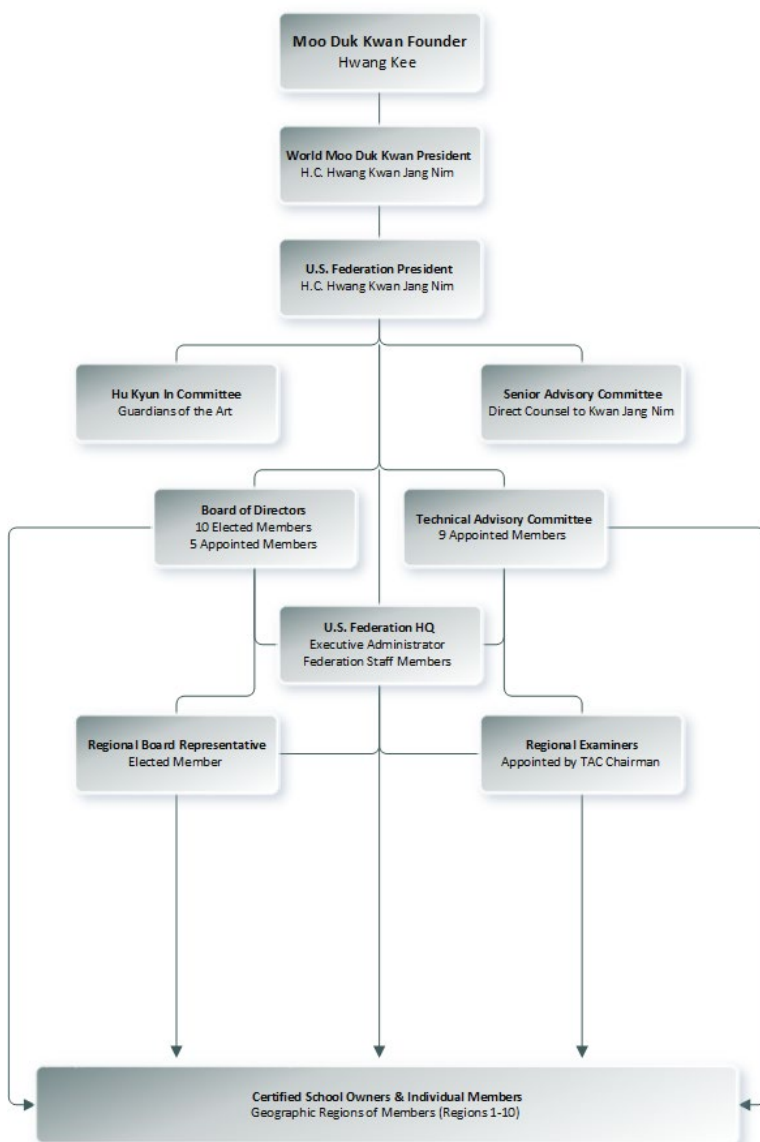 Moo Duk Kwan Founder
Hwang Kee
World Moo Duk Kwan President
H.C. Hwang Kwan Jang Nim
U.S. Federation President
H.C. Hwang Kwan Jang Nim
Hu Kyun In Committee
Guardians of the Art
Senior Advisory Committee
Direct Counsel to Kwan Jang Nim
Board of Directors
10 Elected Members
5 Appointed Members
Technical Advisory Committee
9 Appointed Members
U.S. Federation HQ
Executive Administrator
Federation Staff Members
Regional Board Representative
Elected Member
Regional Examiners
Appointed by TAC Chairman
Certified School Owners & Individual Members
Geographic Regions of Members (Regions 1-10)